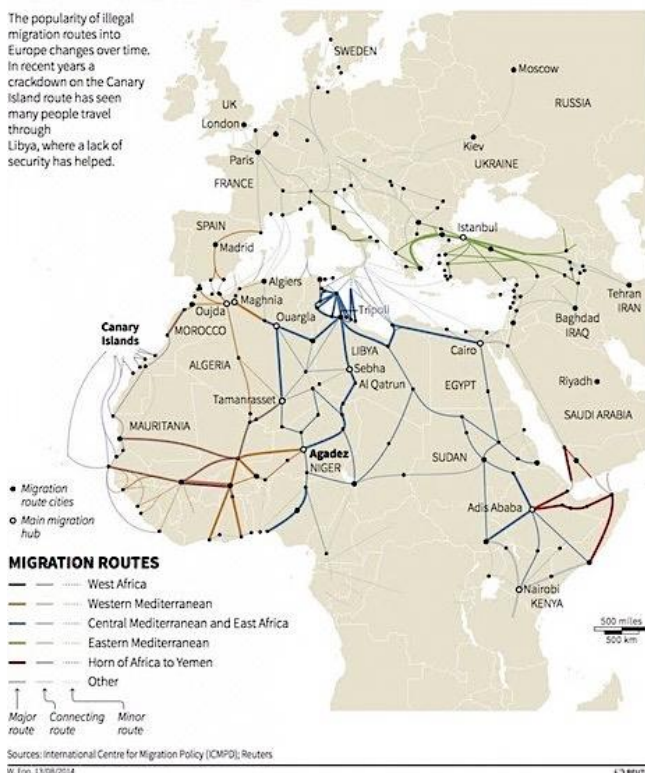 The popularity of illegal
migration routes into
Europe changes over time.
In recent years a
crackdown on the Canary
Island route has seen
many people travel
through
Libya, where a lack of
security has helped.
SWEDEN
Moscow
UK
RUSSIA
London
Kiev
Paris
UKRAINE
FRANCE
SPAIN
Istanbul
Madrid
Algiers
Tehran
Maghnia
IRAN
Oujda
Tripoli
Ouargla
Baghdad
Canary
Islands
MOROCCO
IRAQ
LIBYA
Cairo
ALGERIA
Sebha
Al Qatrun
EGYPT
Riyadh
Tamanrasset
SAUDI ARABIA
MAURITANIA
Agadez
NIGER
SUDAN
Migration
route cities
Main migration
hub
Adis Ababa
MIGRATION ROUTES
West Africa
Western Mediterranean
Nairobi
KENYA
Central Mediterranean and East Africa
500 miles
500 km
Eastern Mediterranean
Horn of Africa to Yemen
Other
Major
route
Connecting
route
Minor
route
Sources: International Centre for Migration Policy (ICMPD); Reuters
W. Foo, 13/08/2014